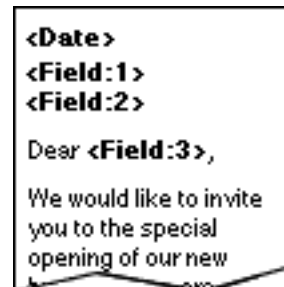 <Date>
<Field:1>
<Field:2>
Dear <Field:3>,
We would like to invite
you to the special
opening of our new